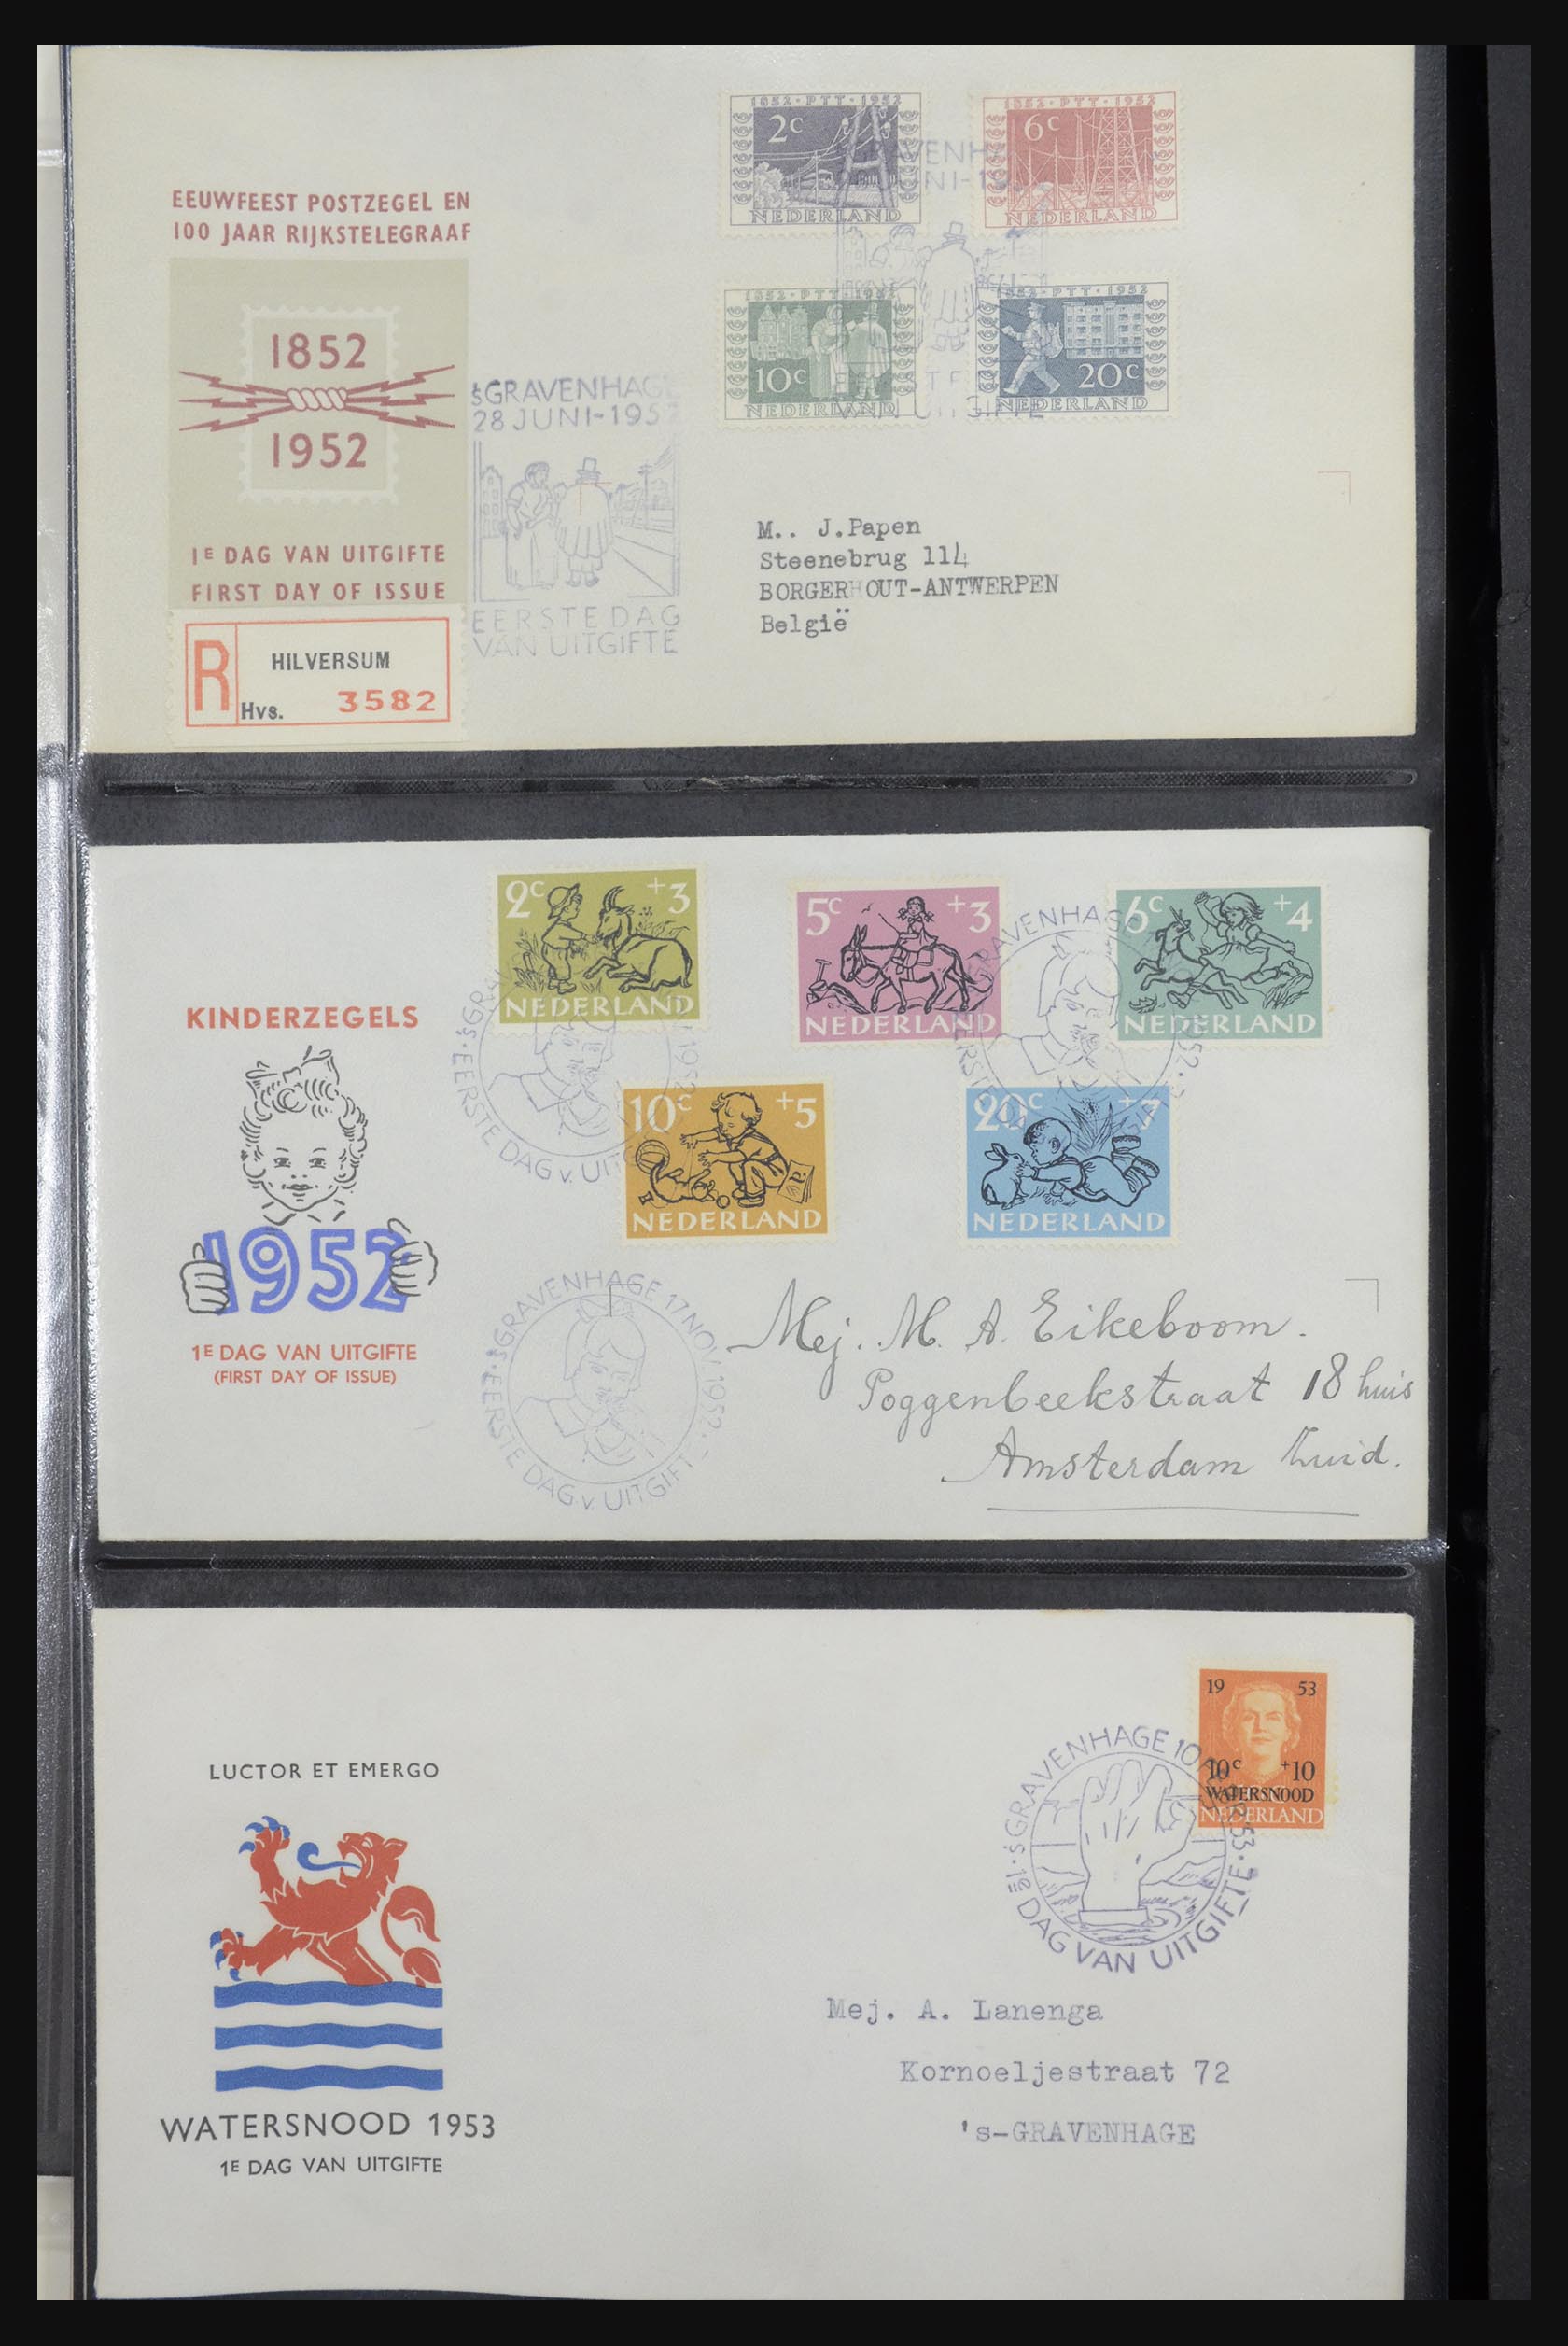 EEUWFEEST POSTZEGEL EN
100 JAAR RIJKSTELEGRAAF
1852
1952
1E DAG VAN UITGIFTE
FIRST DAY OF ISSUE
R
HILVERSUM
Hvs. 3582
'sGRAVENHAGE
28 JUNI-1952
EERSTE DAG
VAN UITGIFTE
1852·PTT·1952
2c
NEDERLAND
1852·PTT·1952
6c
NEDERLAND
1852·PTT·1952
10c
NEDERLAND
1852·PTT·1952
20c
NEDERLAND
M.. J.Papen
Steenebrug 114
BORGERHOUT-ANTWERPEN
België
KINDERZEGELS
1952
1E DAG VAN UITGIFTE
(FIRST DAY OF ISSUE)
2c +3
NEDERLAND
5c +3
NEDERLAND
6c +4
NEDERLAND
10c +5
NEDERLAND
20c +7
NEDERLAND
'sGRAVENHAGE 17 NOV. 1952 · EERSTE DAG v. UITGIFTE
Mej. M. A. Eikeboom.
Poggenbeekstraat 18 huis
Amsterdam Zuid.
LUCTOR ET EMERGO
WATERSNOOD 1953
1E DAG VAN UITGIFTE
19 53
10c +10
WATERSNOOD
NEDERLAND
Mej. A. Lanenga
Kornoeljestraat 72
's-GRAVENHAGE